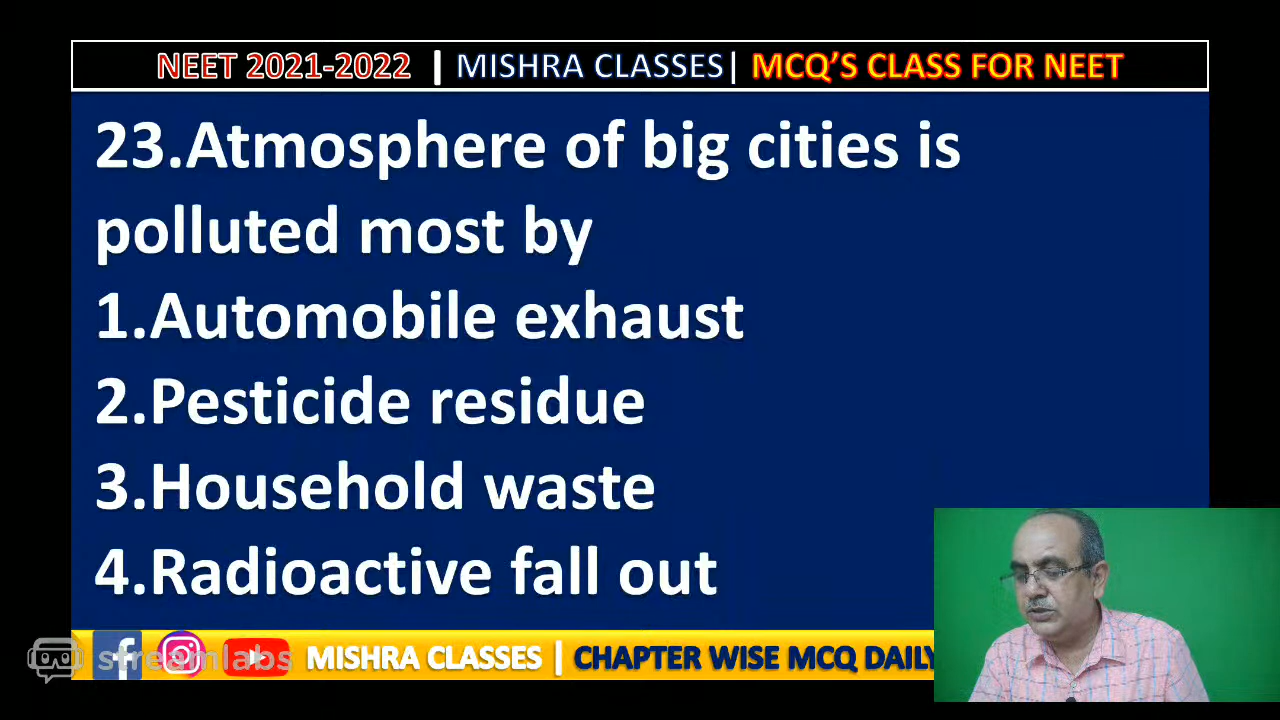 NEET 2021-2022 | MISHRA CLASSES| MCQ'S CLASS FOR NEET
23.Atmosphere of big cities is
polluted most by
1.Automobile exhaust
2.Pesticide residue
3.Household waste
4.Radioactive fall out
streamlabs MISHRA CLASSES | CHAPTER WISE MCQ DAILY